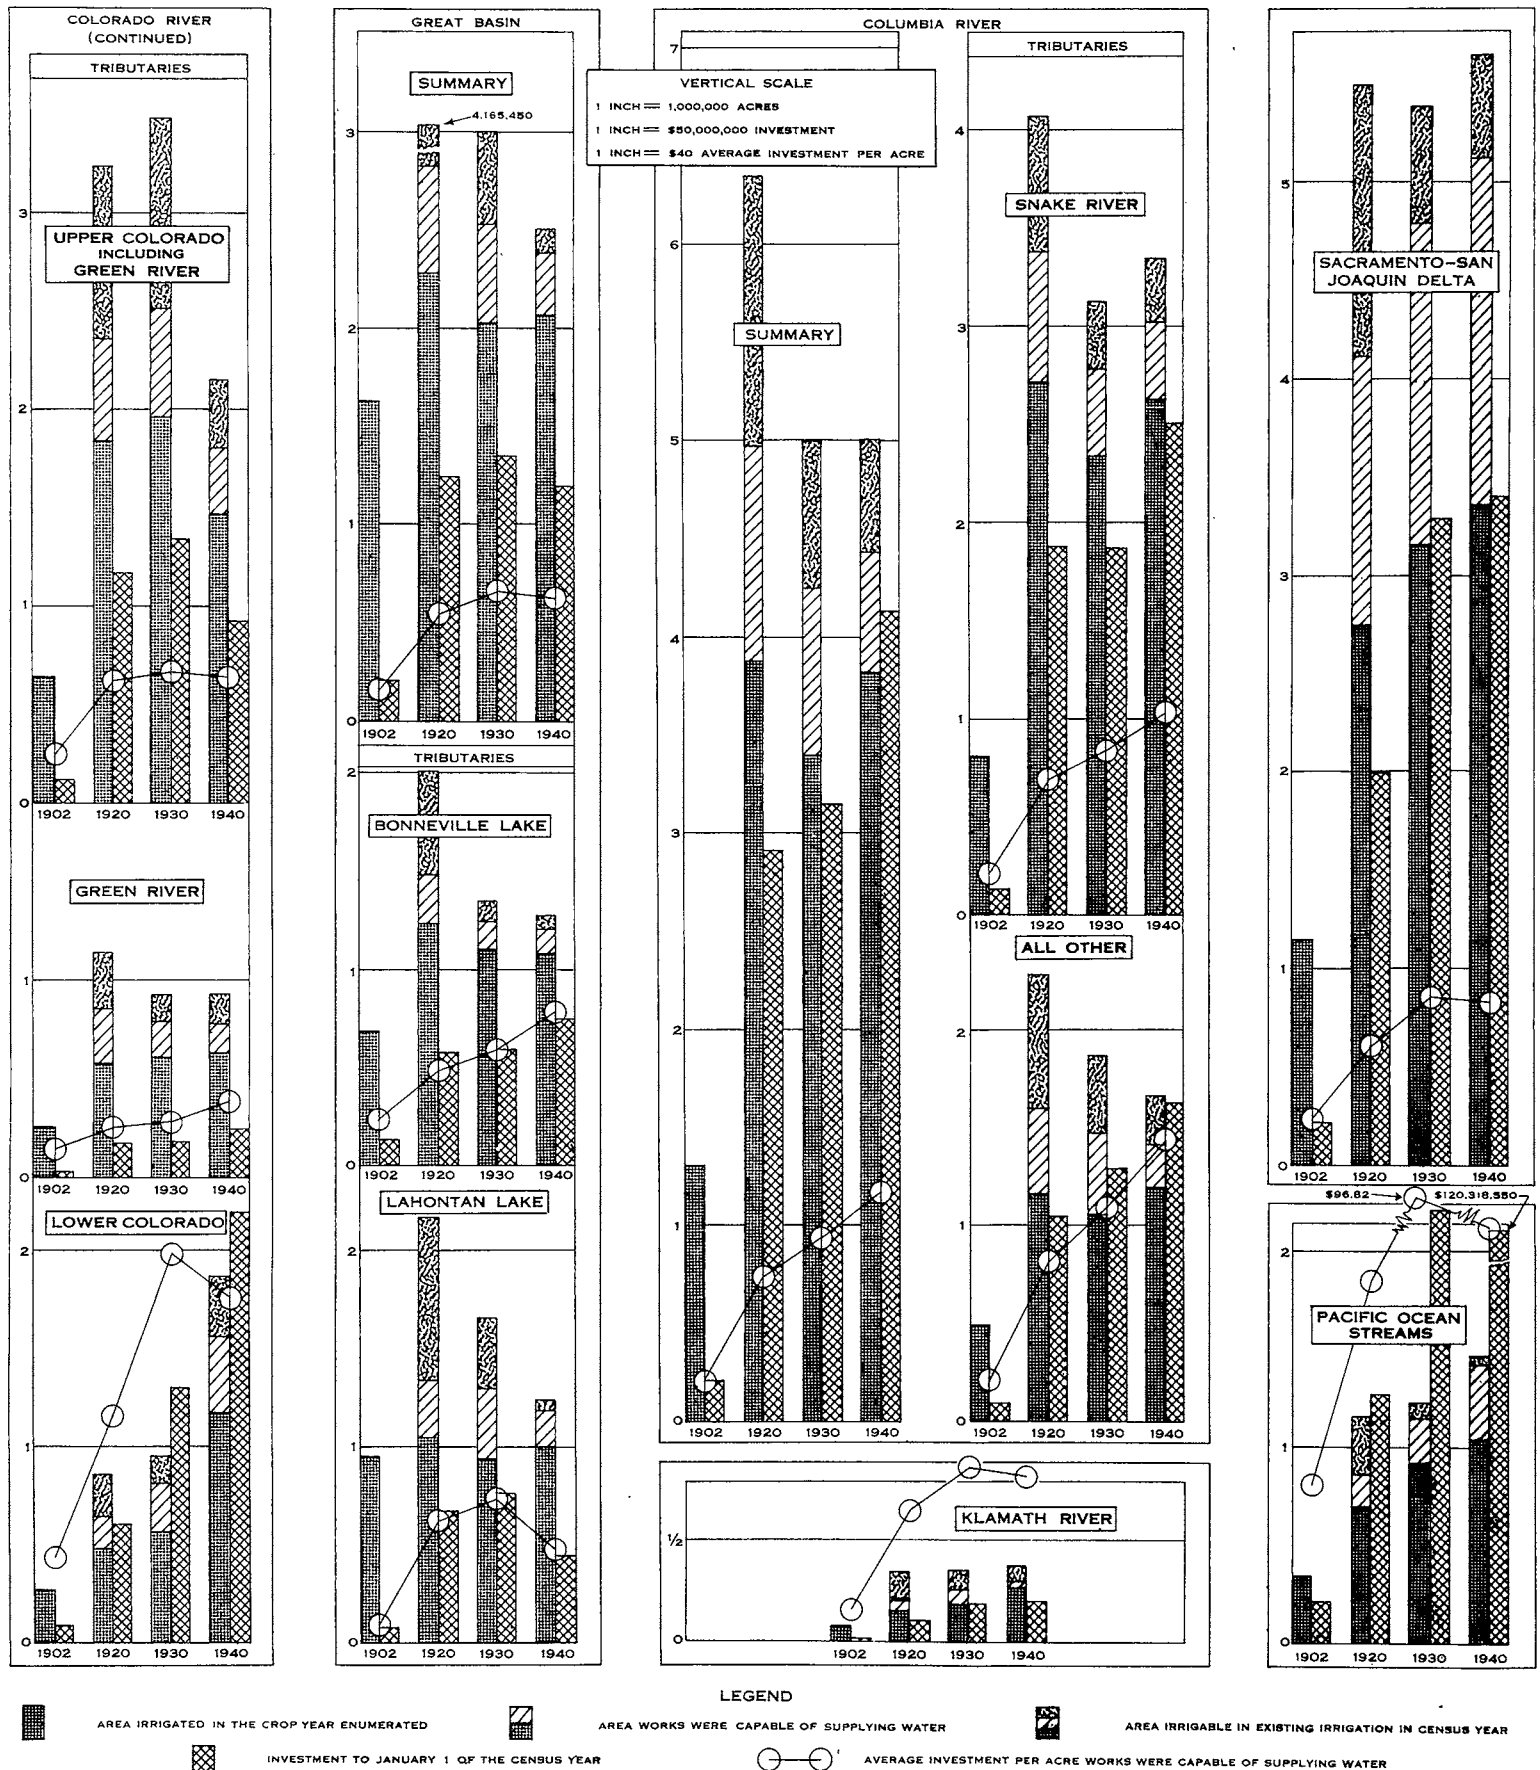 COLORADO RIVER
(CONTINUED)
TRIBUTARIES
3
UPPER COLORADO
INCLUDING
GREEN RIVER
2
1
0
1902 1920 1930 1940
GREEN RIVER
1
0
1902 1920 1930 1940
LOWER COLORADO
2
1
0
1902 1920 1930 1940
GREAT BASIN
SUMMARY
4,165,450
3
2
1
0
1902 1920 1930 1940
TRIBUTARIES
2
BONNEVILLE LAKE
1
0
1902 1920 1930 1940
LAHONTAN LAKE
2
1
0
1902 1920 1930 1940
COLUMBIA RIVER
7
VERTICAL SCALE
1 INCH = 1,000,000 ACRES
1 INCH = $50,000,000 INVESTMENT
1 INCH = $40 AVERAGE INVESTMENT PER ACRE
6
SUMMARY
5
4
3
2
1
0
1902 1920 1930 1940
TRIBUTARIES
4
SNAKE RIVER
3
2
1
0
1902 1920 1930 1940
ALL OTHER
2
1
0
1902 1920 1930 1940
KLAMATH RIVER
1/2
0
1902 1920 1930 1940
5
SACRAMENTO-SAN
JOAQUIN DELTA
4
3
2
1
0
1902 1920 1930 1940
$96.82 $120,318,550
2
PACIFIC OCEAN
STREAMS
1
0
1902 1920 1930 1940
LEGEND
AREA IRRIGATED IN THE CROP YEAR ENUMERATED
AREA WORKS WERE CAPABLE OF SUPPLYING WATER
AREA IRRIGABLE IN EXISTING IRRIGATION IN CENSUS YEAR
INVESTMENT TO JANUARY 1 OF THE CENSUS YEAR
AVERAGE INVESTMENT PER ACRE WORKS WERE CAPABLE OF SUPPLYING WATER